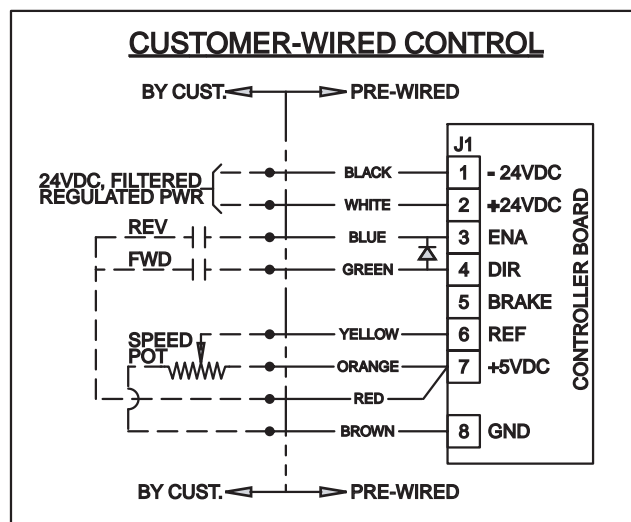 CUSTOMER-WIRED CONTROL
BY CUST. PRE-WIRED
J1
24VDC, FILTERED
REGULATED PWR
BLACK 1 - 24VDC
WHITE 2 +24VDC
REV BLUE 3 ENA
FWD GREEN 4 DIR
5 BRAKE
SPEED
POT
YELLOW 6 REF
ORANGE 7 +5VDC
RED
BROWN 8 GND
CONTROLLER BOARD
BY CUST. PRE-WIRED